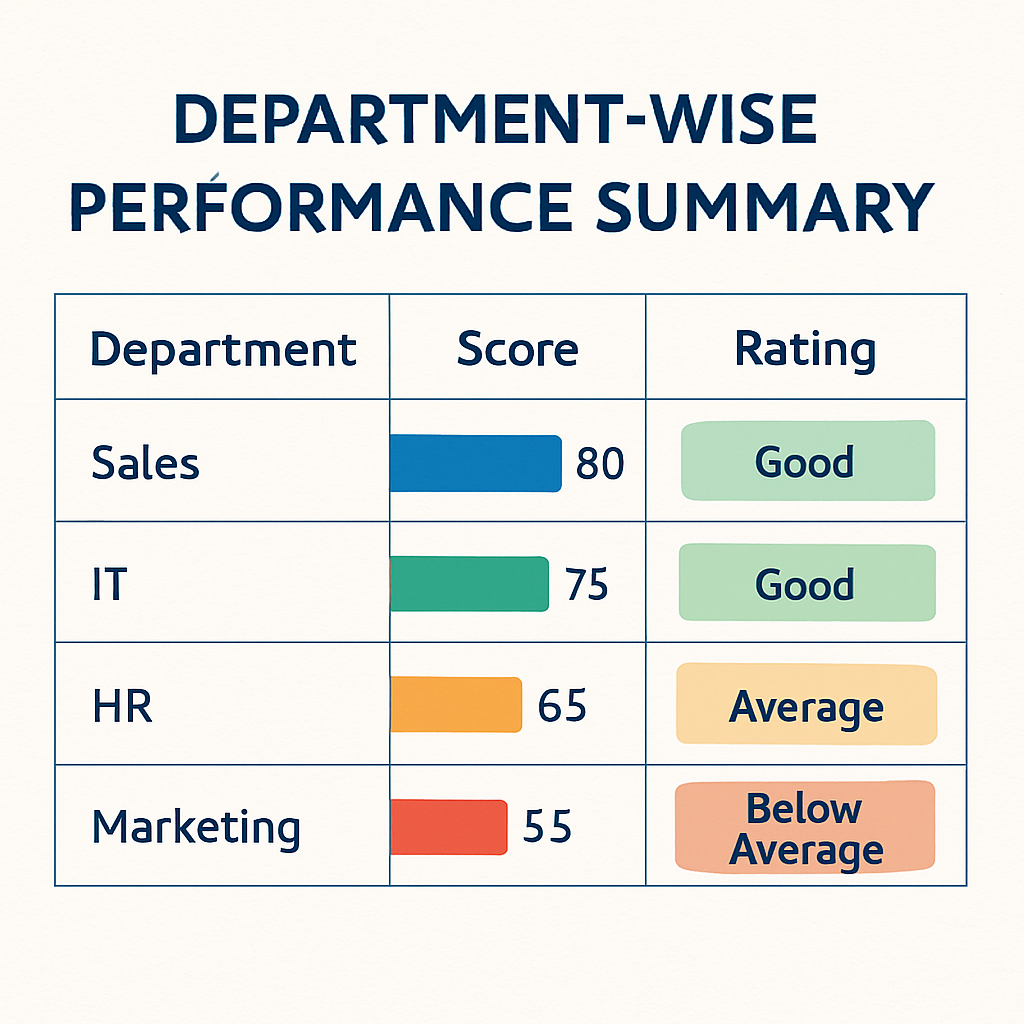 DEPARTMENT-WISE
PERFORMANCE SUMMARY
Department Score Rating
Sales 80 Good
IT 75 Good
HR 65 Average
Marketing 55 Below
Average